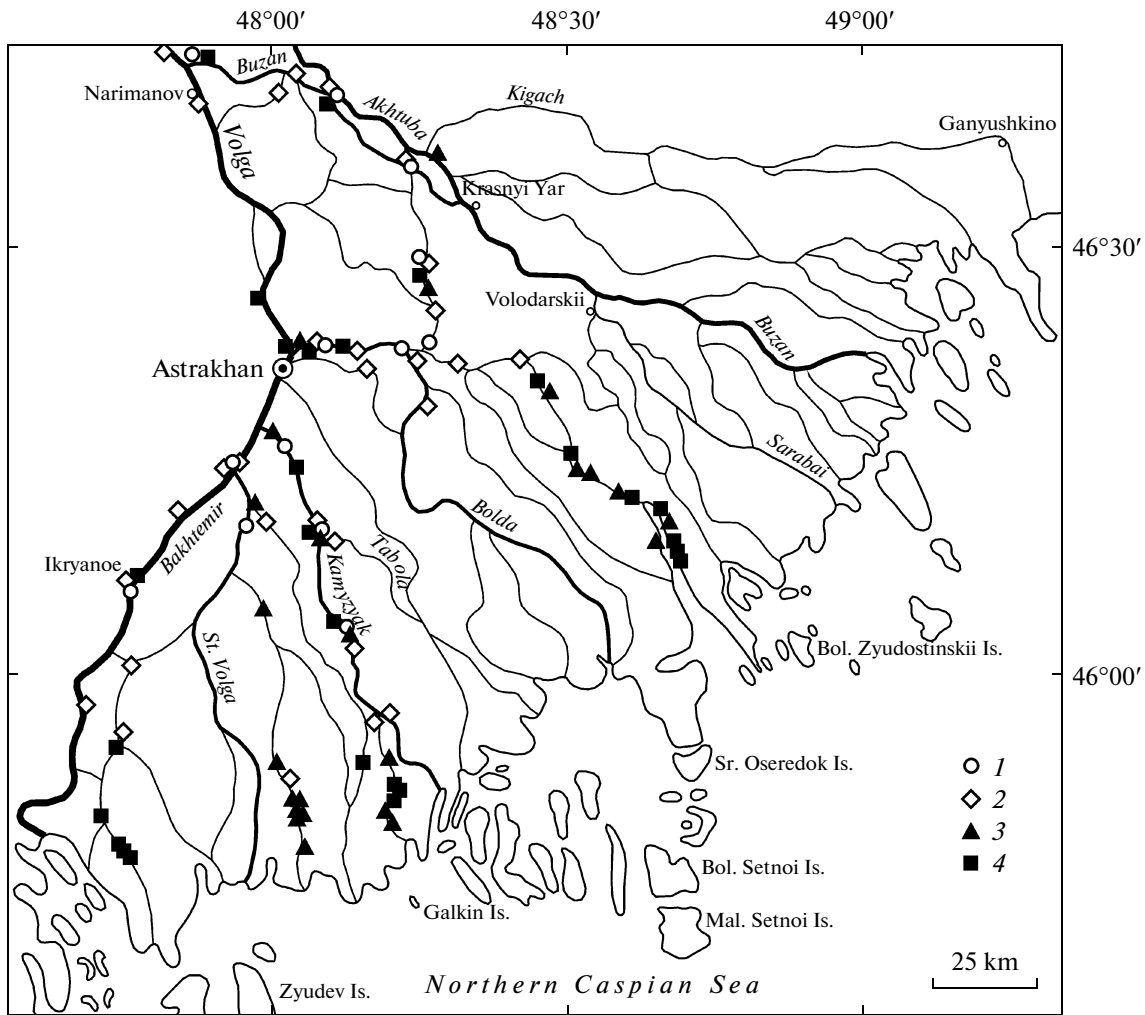 48°00′ 48°30′ 49°00′
Buzan
Narimanov
Akhtuba
Kigach
Ganyushkino
Volga
Krasnyi Yar
46°30′
Volodarskii
Buzan
Astrakhan
Sarabai
Bolda
Bakhtemir
Tabola
Ikryanoe
Kamyzyak
St. Volga
Bol. Zyudostinskii Is.
46°00′
Sr. Oseredok Is.
1
2
3
4
Bol. Setnoi Is.
Galkin Is.
Mal. Setnoi Is.
25 km
Northern Caspian Sea
Zyudev Is.